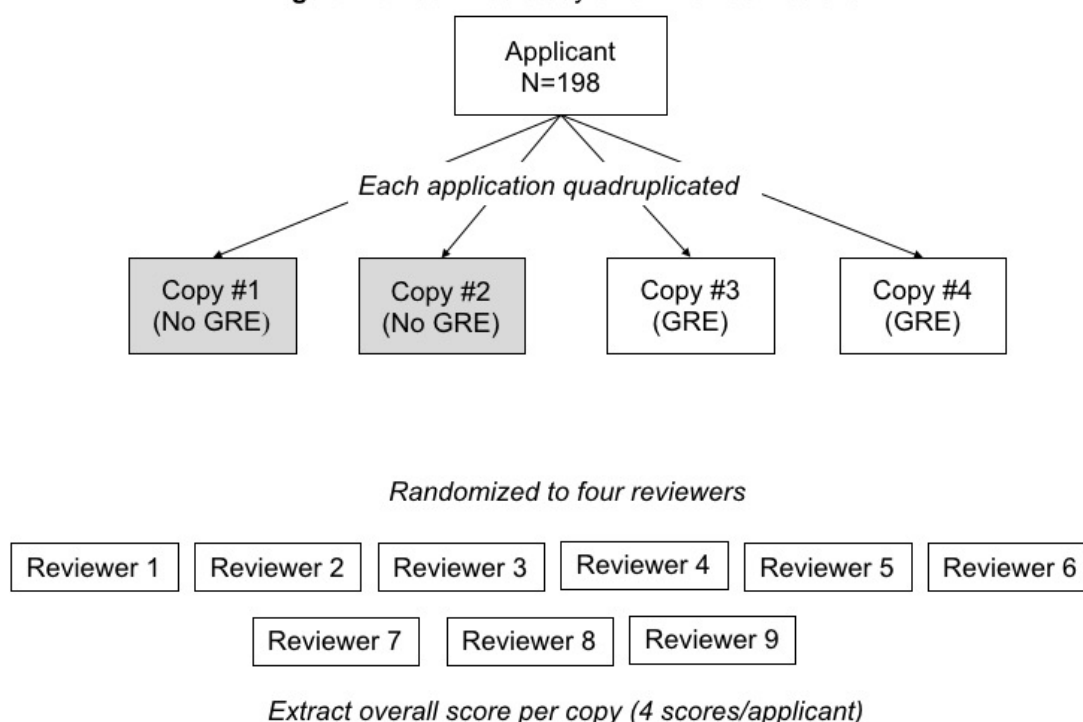 Applicant
N=198
Each application quadruplicated
Copy #1
(No GRE)
Copy #2
(No GRE)
Copy #3
(GRE)
Copy #4
(GRE)
Randomized to four reviewers
Reviewer 1
Reviewer 2
Reviewer 3
Reviewer 4
Reviewer 5
Reviewer 6
Reviewer 7
Reviewer 8
Reviewer 9
Extract overall score per copy (4 scores/applicant)